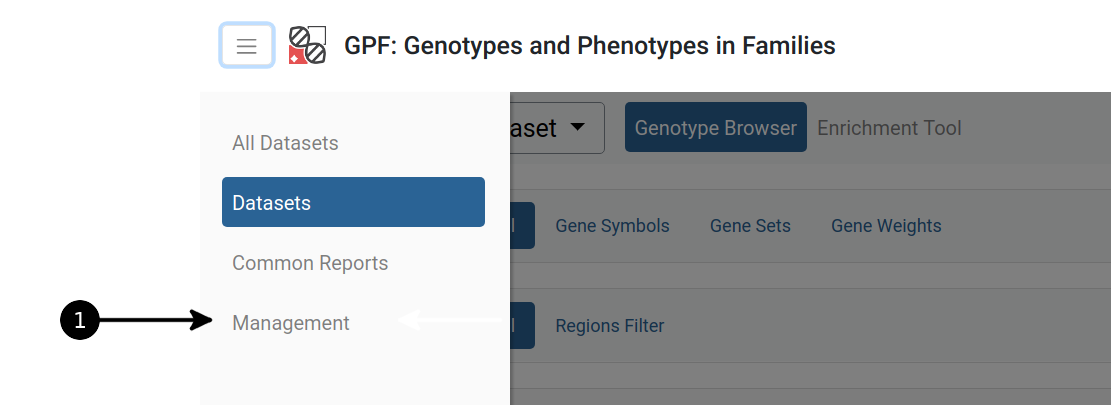 GPF: Genotypes and Phenotypes in Families
All Datasets
aset
Genotype Browser
Enrichment Tool
Datasets
Gene Symbols
Gene Sets
Gene Weights
Common Reports
1
Management
Regions Filter